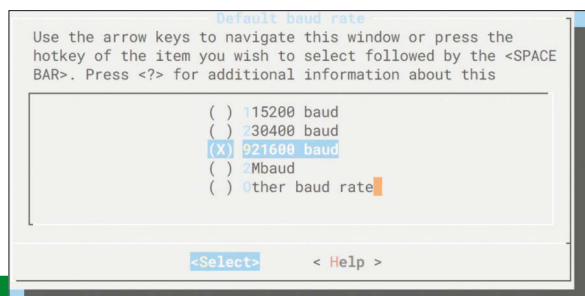 Default baud rate
Use the arrow keys to navigate this window or press the
hotkey of the item you wish to select followed by the <SPACE
BAR>. Press <?> for additional information about this
( ) 115200 baud
( ) 230400 baud
(X) 921600 baud
( ) 2Mbaud
( ) Other baud rate
<Select> < Help >